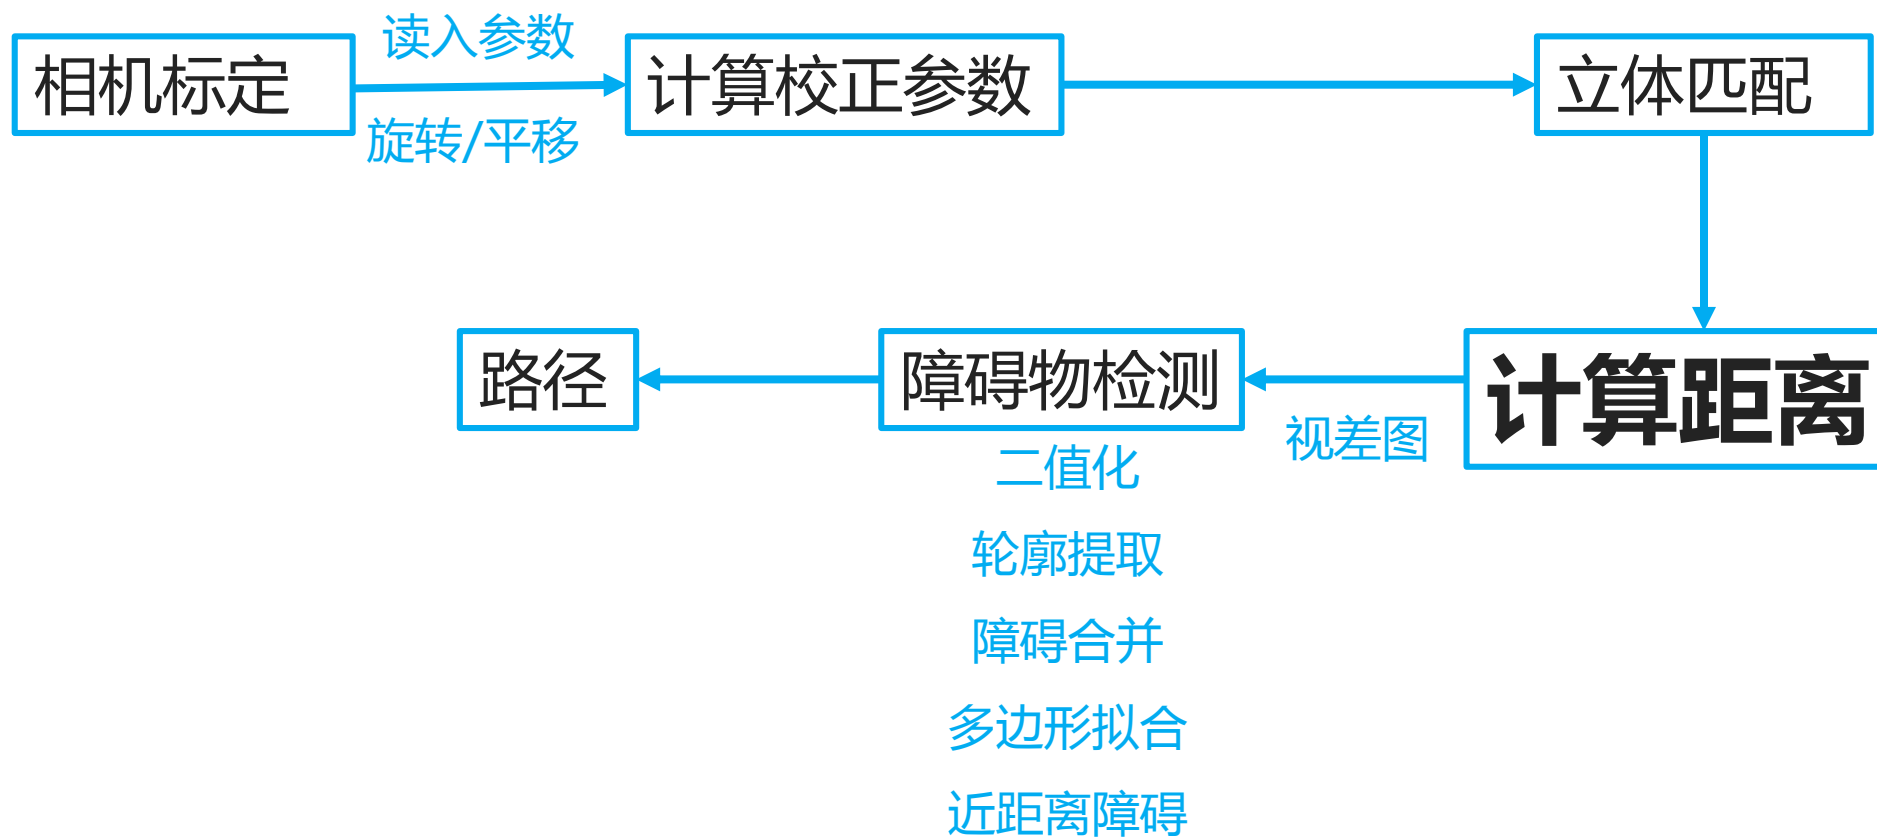 读入参数
相机标定
计算校正参数
立体匹配
旋转/平移
路径
障碍物检测
计算距离
视差图
二值化
轮廓提取
障碍合并
多边形拟合
近距离障碍